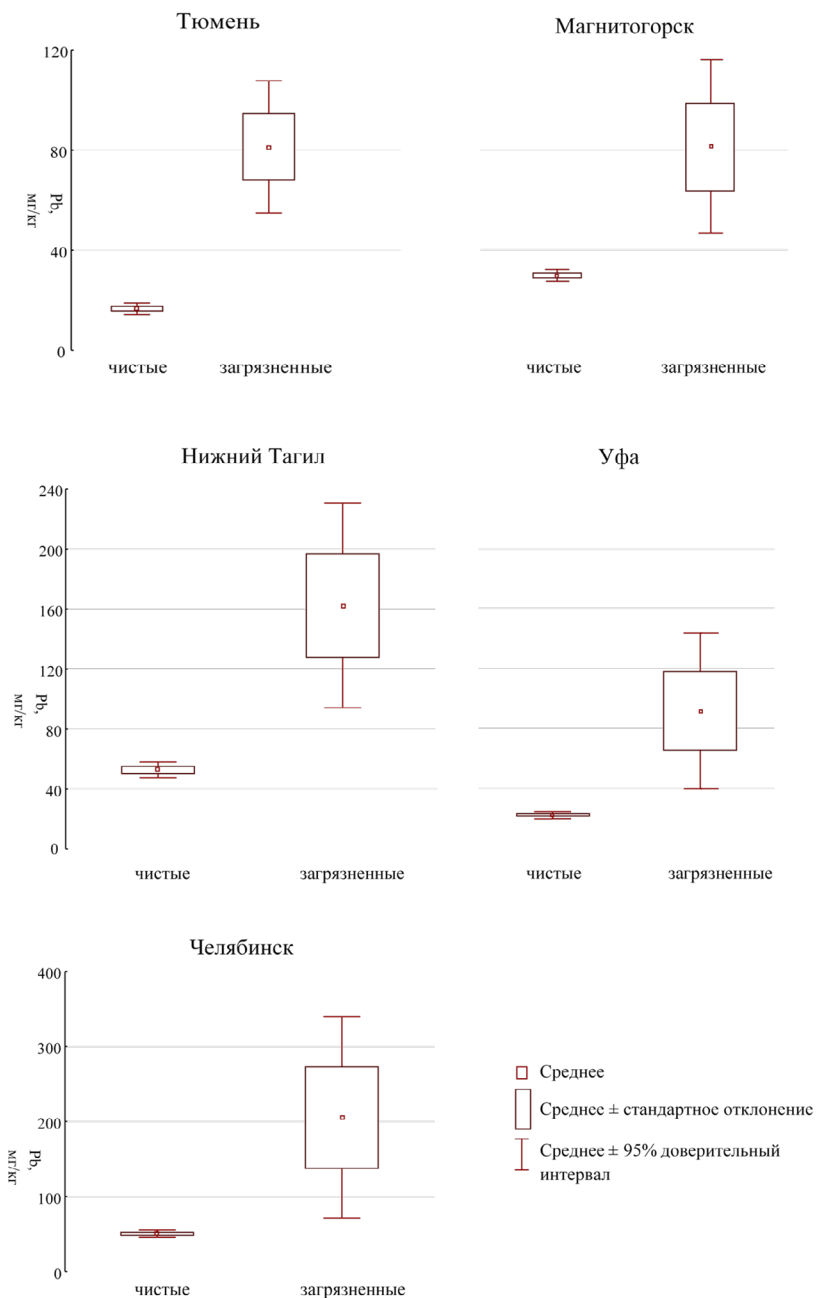 Тюмень
Магнитогорск
120
80
40
0
Pb,
мг/кг
чистые
загрязненные
чистые
загрязненные
Нижний Тагил
Уфа
240
200
160
120
80
40
0
Pb,
мг/кг
чистые
загрязненные
чистые
загрязненные
Челябинск
400
300
200
100
0
Pb,
мг/кг
чистые
загрязненные
Среднее
Среднее ± стандартное отклонение
Среднее ± 95% доверительный
интервал